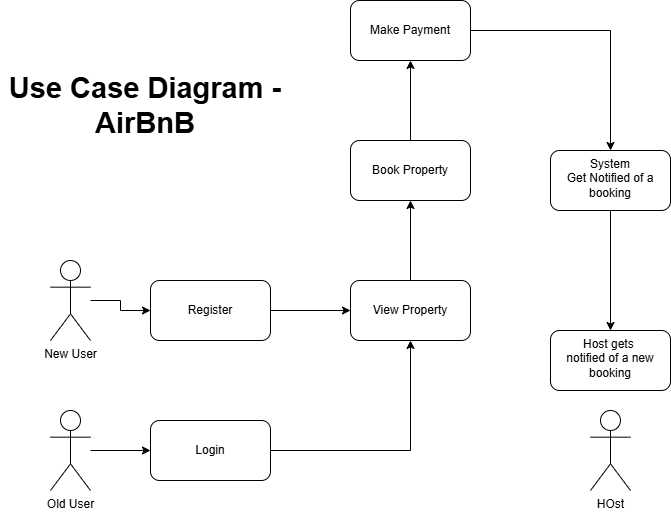 Make Payment
Use Case Diagram -
AirBnB
System
Get Notified of a
booking
Book Property
Register
View Property
New User
Host gets
notified of a new
booking
Login
Old User
HOst